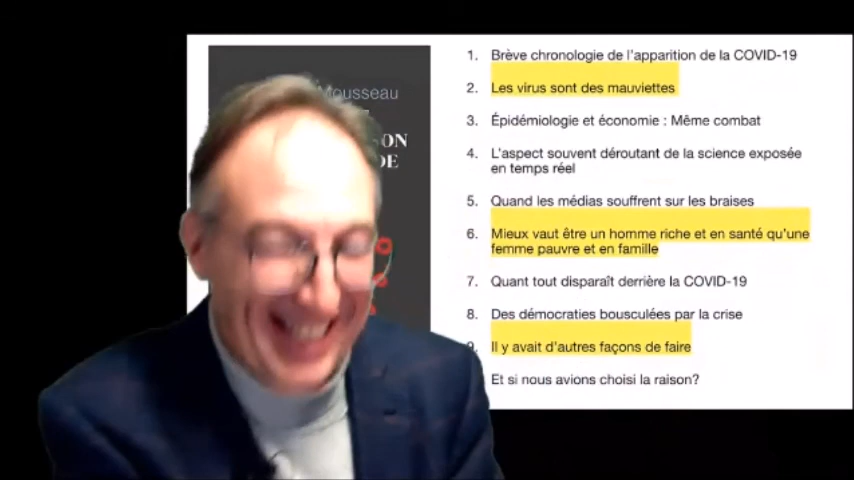 Mousseau
SON
DE
1. Brève chronologie de l'apparition de la COVID-19
2. Les virus sont des mauviettes
3. Épidémiologie et économie : Même combat
4. L'aspect souvent déroutant de la science exposée
en temps réel
5. Quand les médias souffrent sur les braises
6. Mieux vaut être un homme riche et en santé qu'une
femme pauvre et en famille
7. Quant tout disparaît derrière la COVID-19
8. Des démocraties bousculées par la crise
9. Il y avait d'autres façons de faire
Et si nous avions choisi la raison?